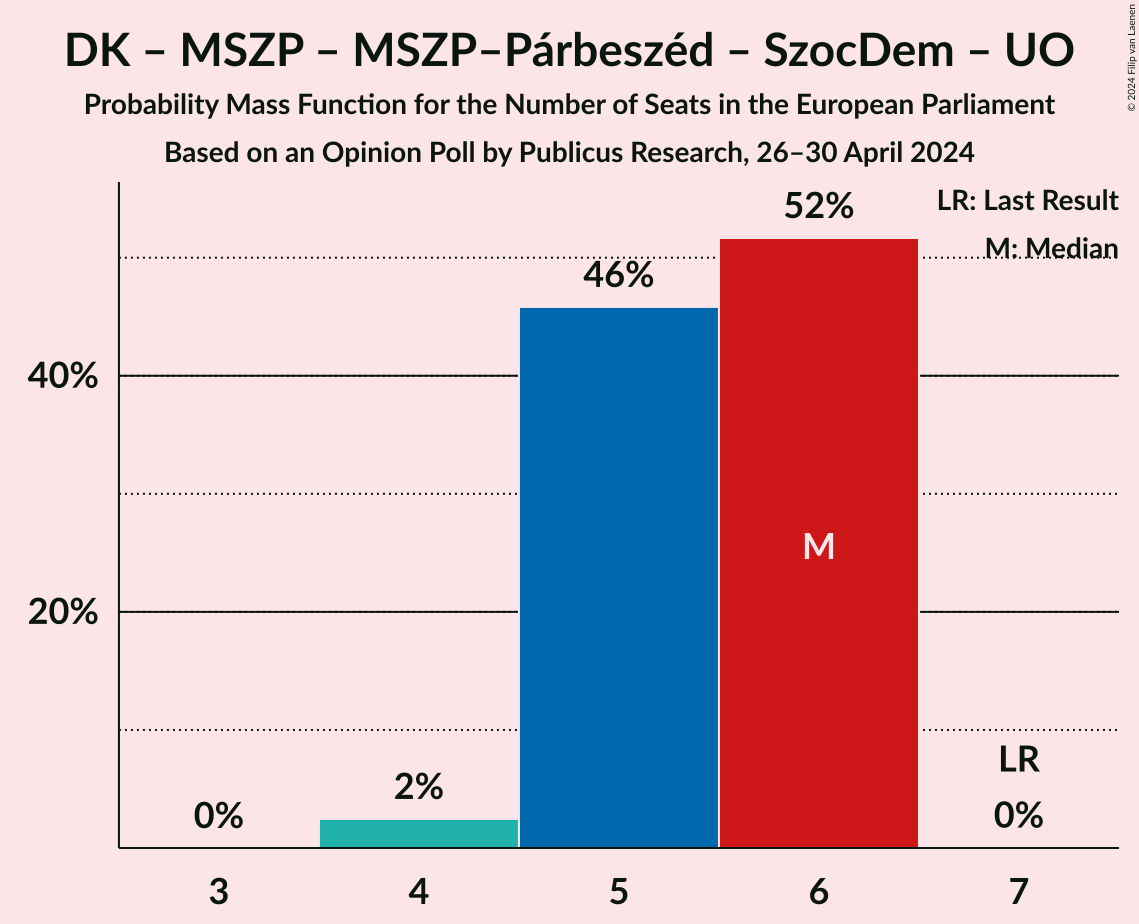 DK – MSZP – MSZP–Párbeszéd – SzocDem – UO
Probability Mass Function for the Number of Seats in the European Parliament
Based on an Opinion Poll by Publicus Research, 26–30 April 2024
© 2024 Filip van Laenen
LR: Last Result
M: Median
52%
46%
40%
M
20%
LR
2%
0%
0%
3 4 5 6 7